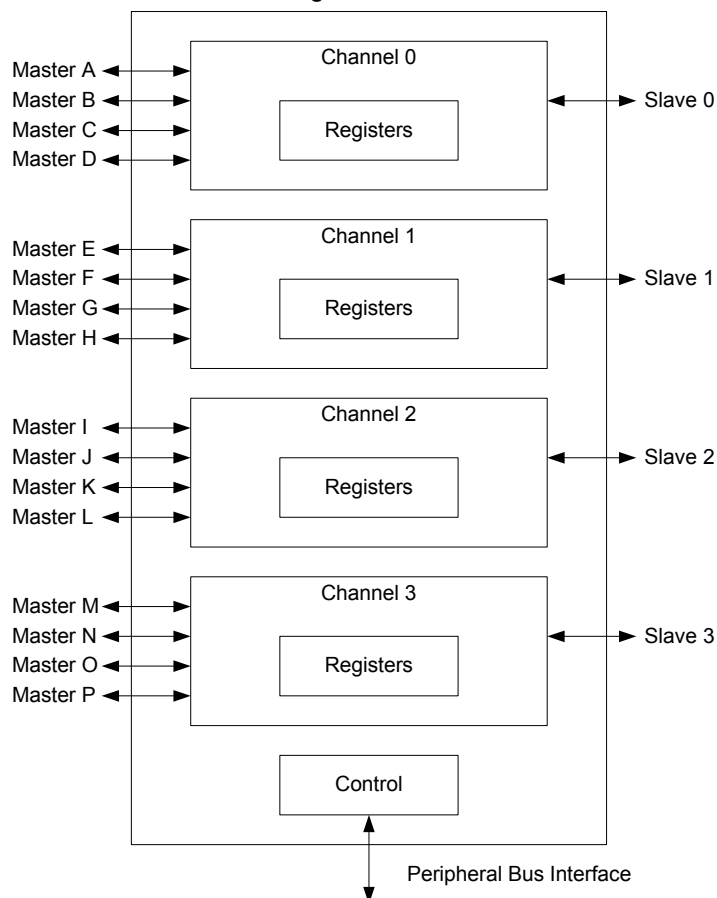 Channel 0
Master A
Master B
Master C
Master D
Registers
Slave 0
Channel 1
Master E
Master F
Master G
Master H
Registers
Slave 1
Channel 2
Master I
Master J
Master K
Master L
Registers
Slave 2
Channel 3
Master M
Master N
Master O
Master P
Registers
Slave 3
Control
Peripheral Bus Interface